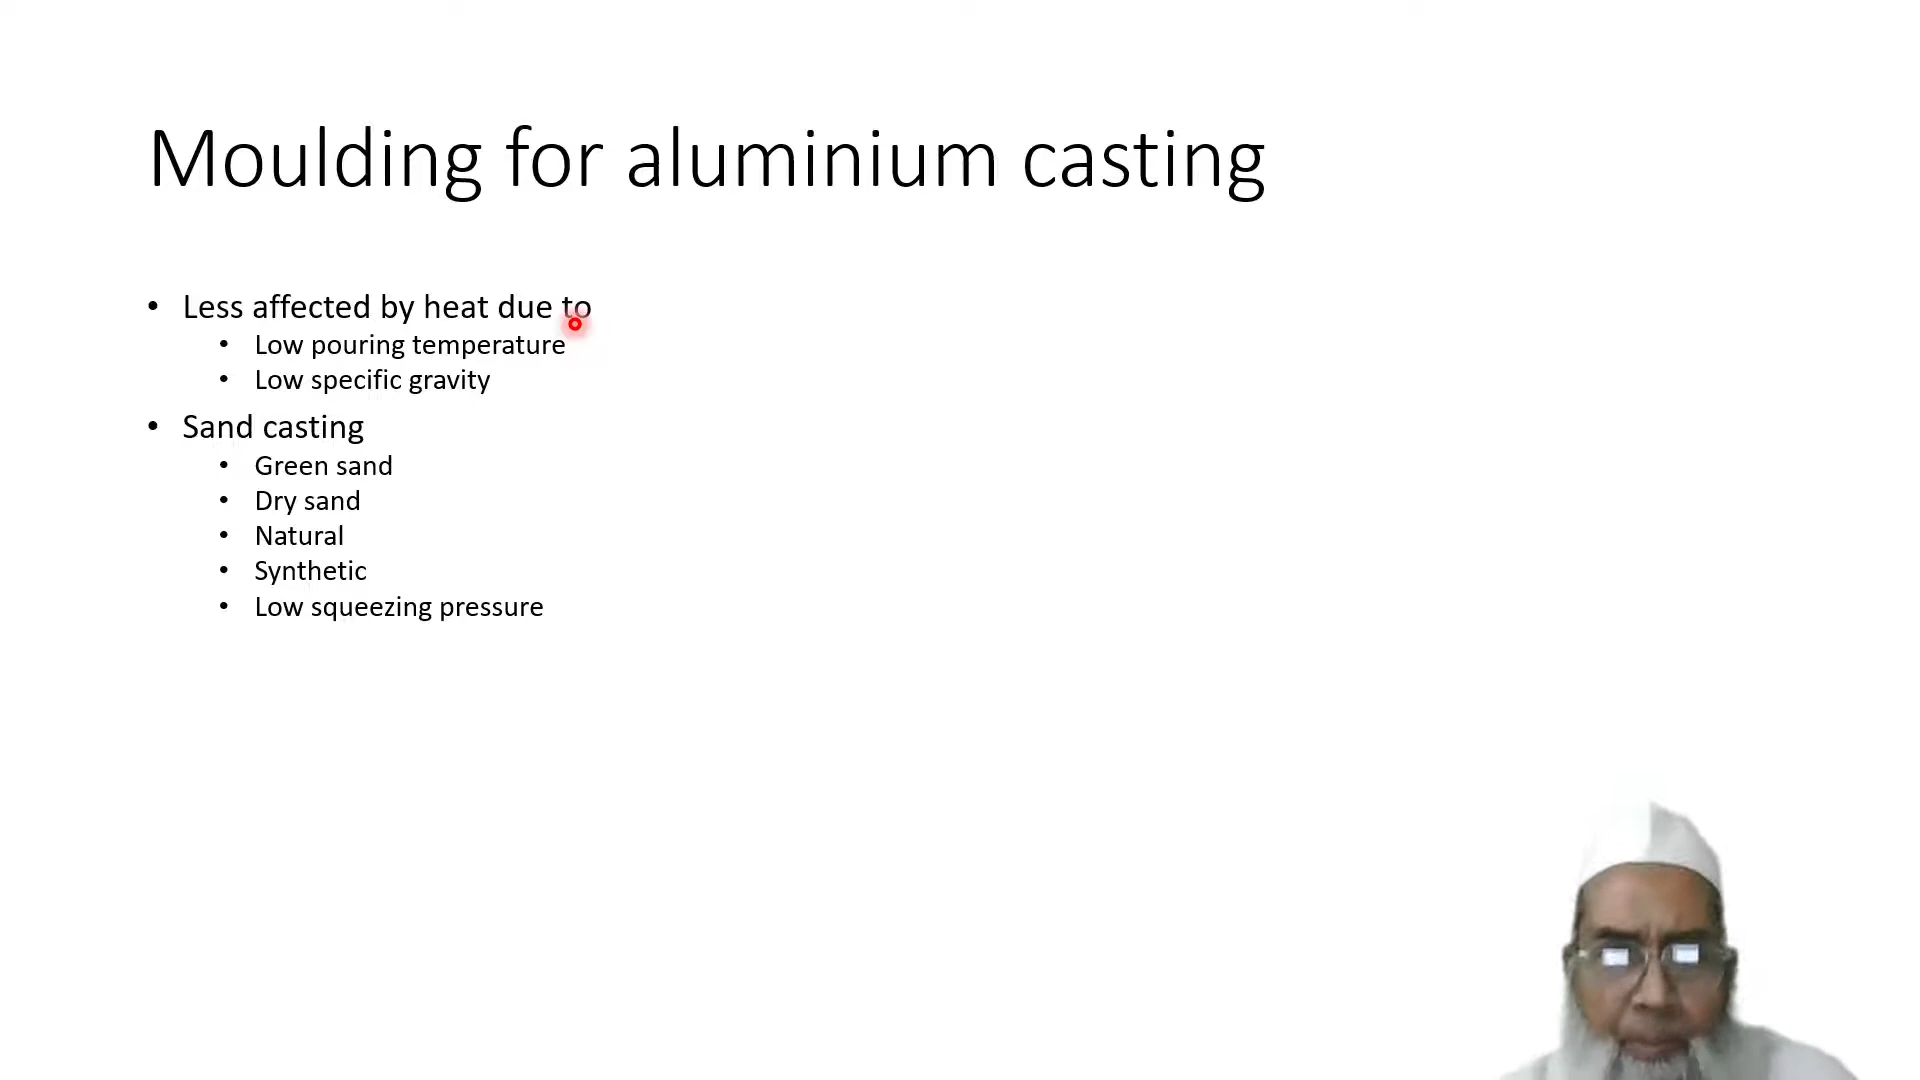 Moulding for aluminium casting
• Less affected by heat due to
• Low pouring temperature
• Low specific gravity
• Sand casting
• Green sand
• Dry sand
• Natural
• Synthetic
• Low squeezing pressure